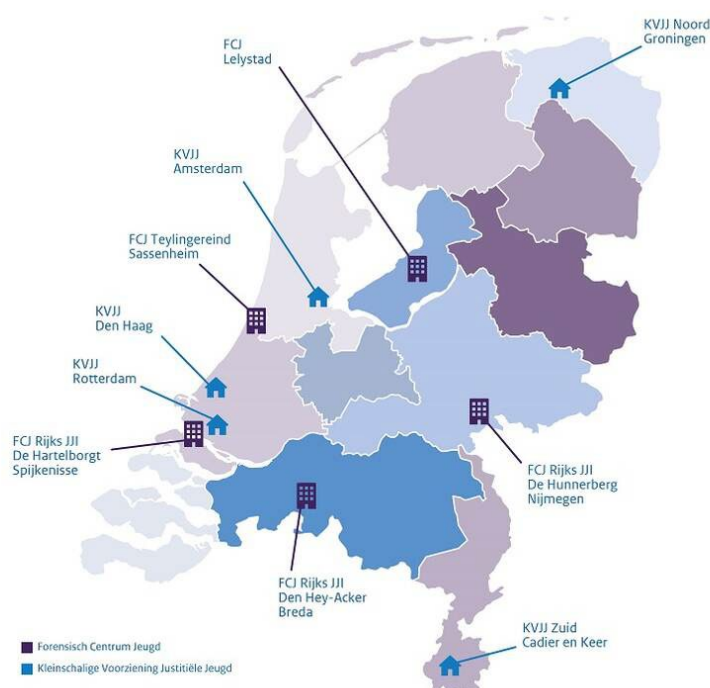 KVJJ Noord
Groningen
FCJ
Lelystad
KVJJ
Amsterdam
FCJ Teylingereind
Sassenheim
KVJJ
Den Haag
KVJJ
Rotterdam
FCJ Rijks JJI
De Hartelborgt
Spijkenisse
FCJ Rijks JJI
De Hunnerberg
Nijmegen
FCJ Rijks JJI
Den Hey-Acker
Breda
KVJJ Zuid
Cadier en Keer
Forensisch Centrum Jeugd
Kleinschalige Voorziening Justitiële Jeugd